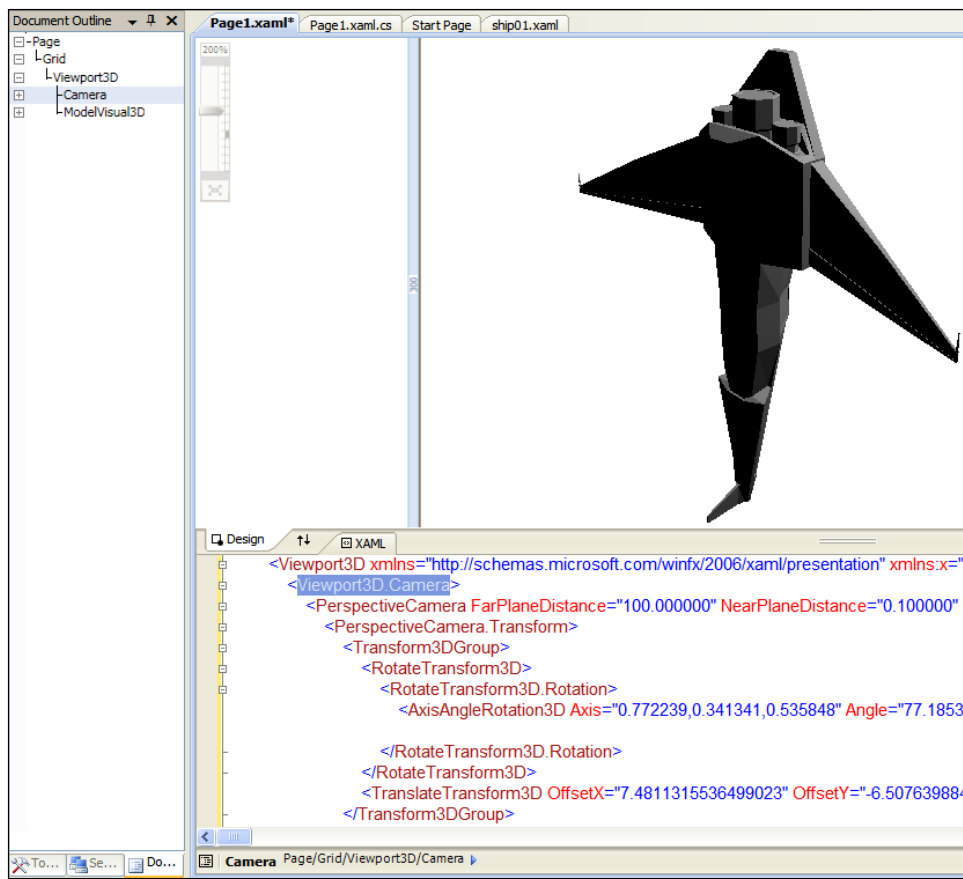 Document Outline
Page
Grid
Viewport3D
Camera
ModelVisual3D
Page1.xaml* Page1.xaml.cs Start Page ship01.xaml
200%
300
Design XAML
<Viewport3D xmlns="http://schemas.microsoft.com/winfx/2006/xaml/presentation" xmlns:x="
<Viewport3D.Camera>
<PerspectiveCamera FarPlaneDistance="100.000000" NearPlaneDistance="0.100000"
<PerspectiveCamera.Transform>
<Transform3DGroup>
<RotateTransform3D>
<RotateTransform3D.Rotation>
<AxisAngleRotation3D Axis="0.772239,0.341341,0.535848" Angle="77.1853
</RotateTransform3D.Rotation>
</RotateTransform3D>
<TranslateTransform3D OffsetX="7.4811315536499023" OffsetY="-6.507639884
</Transform3DGroup>
To... Se... Do... Camera Page/Grid/Viewport3D/Camera